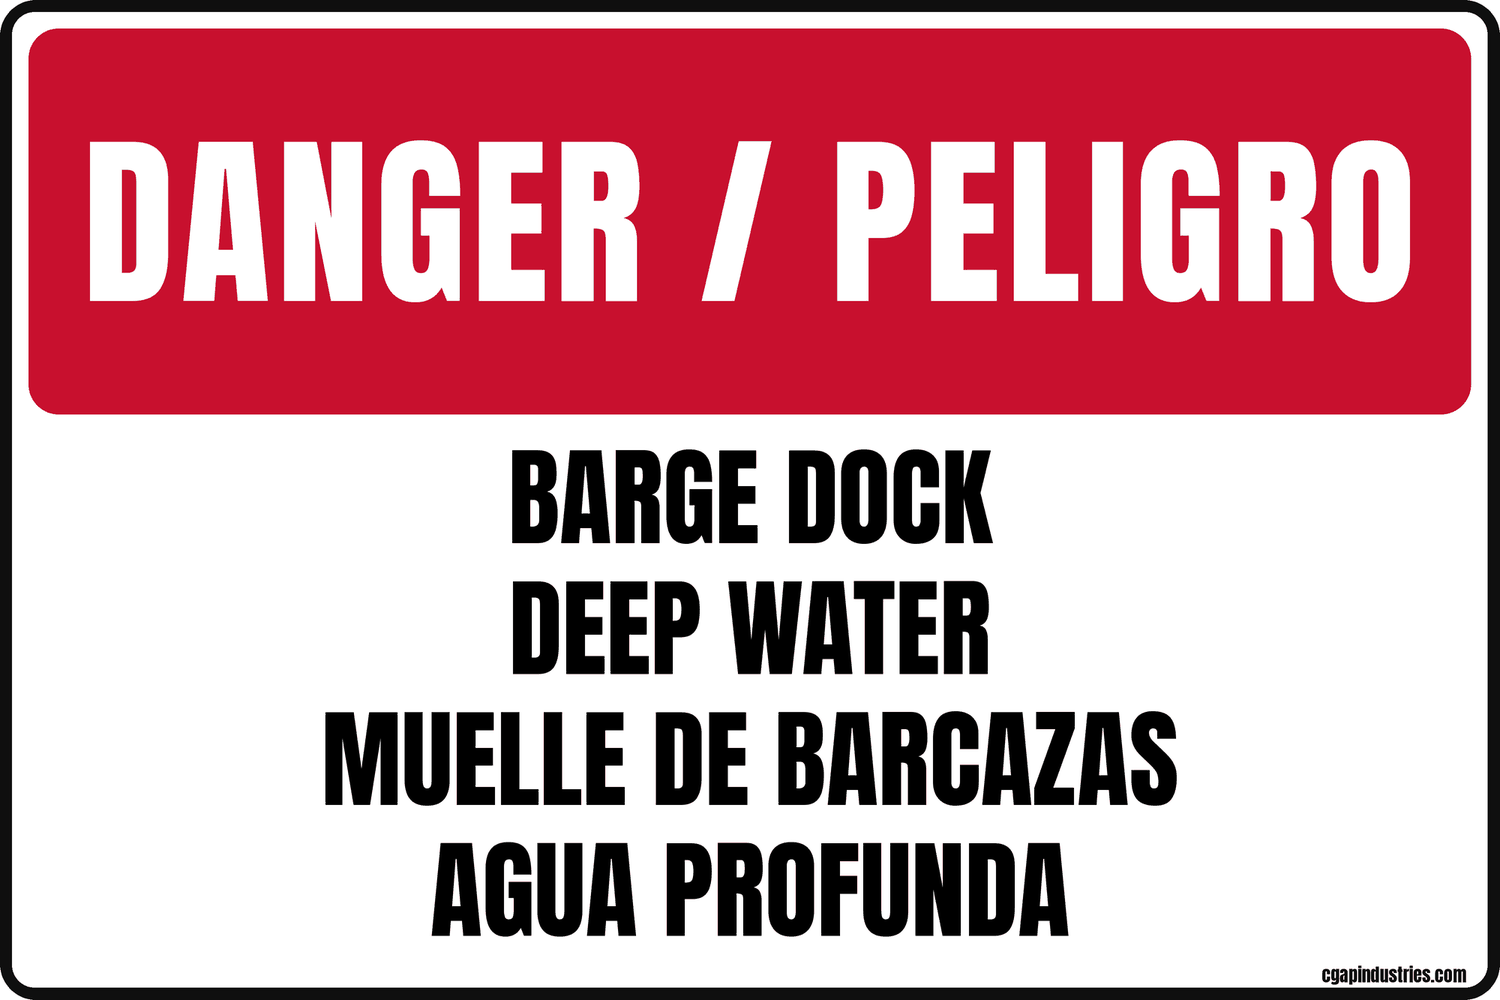 DANGER / PELIGRO
BARGE DOCK
DEEP WATER
MUELLE DE BARCAZAS
AGUA PROFUNDA
cgapindustries.com